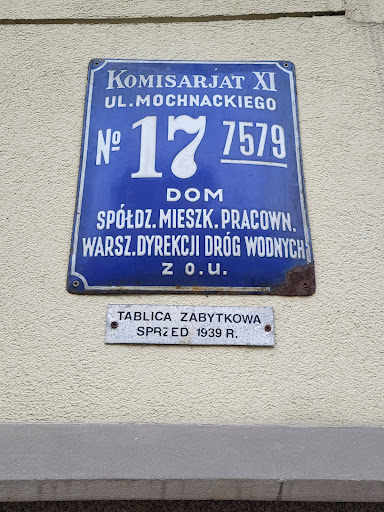 KOMISARJAT XI
UL. MOCHNACKIEGO
№ 17 7579
DOM
SPÓŁDZ. MIESZK. PRACOWN.
WARSZ. DYREKCJI DRÓG WODNYCH
Z O.U.
TABLICA ZABYTKOWA
SPRZED 1939 R.